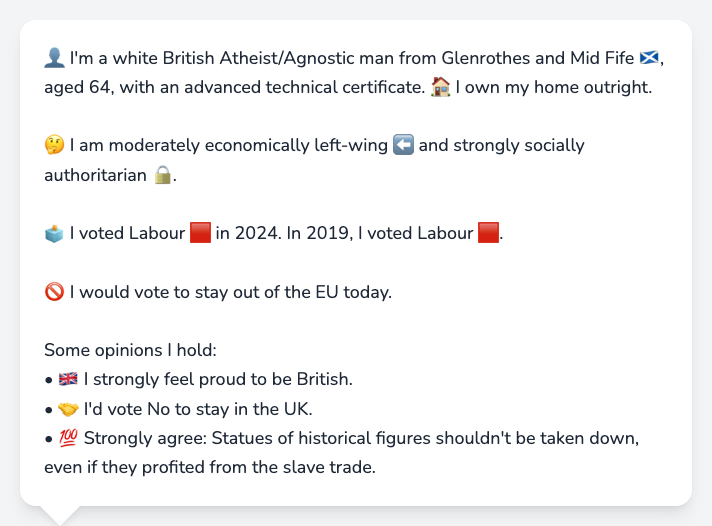 👤 I'm a white British Atheist/Agnostic man from Glenrothes and Mid Fife 🏴󠁧󠁢󠁳󠁣󠁴󠁿,
aged 64, with an advanced technical certificate. 🏠 I own my home outright.
🤔 I am moderately economically left-wing ⬅️ and strongly socially
authoritarian 🔒.
🗳️ I voted Labour 🟥 in 2024. In 2019, I voted Labour 🟥.
🚫 I would vote to stay out of the EU today.
Some opinions I hold:
• 🇬🇧 I strongly feel proud to be British.
• 🤝 I'd vote No to stay in the UK.
• 💯 Strongly agree: Statues of historical figures shouldn't be taken down,
even if they profited from the slave trade.